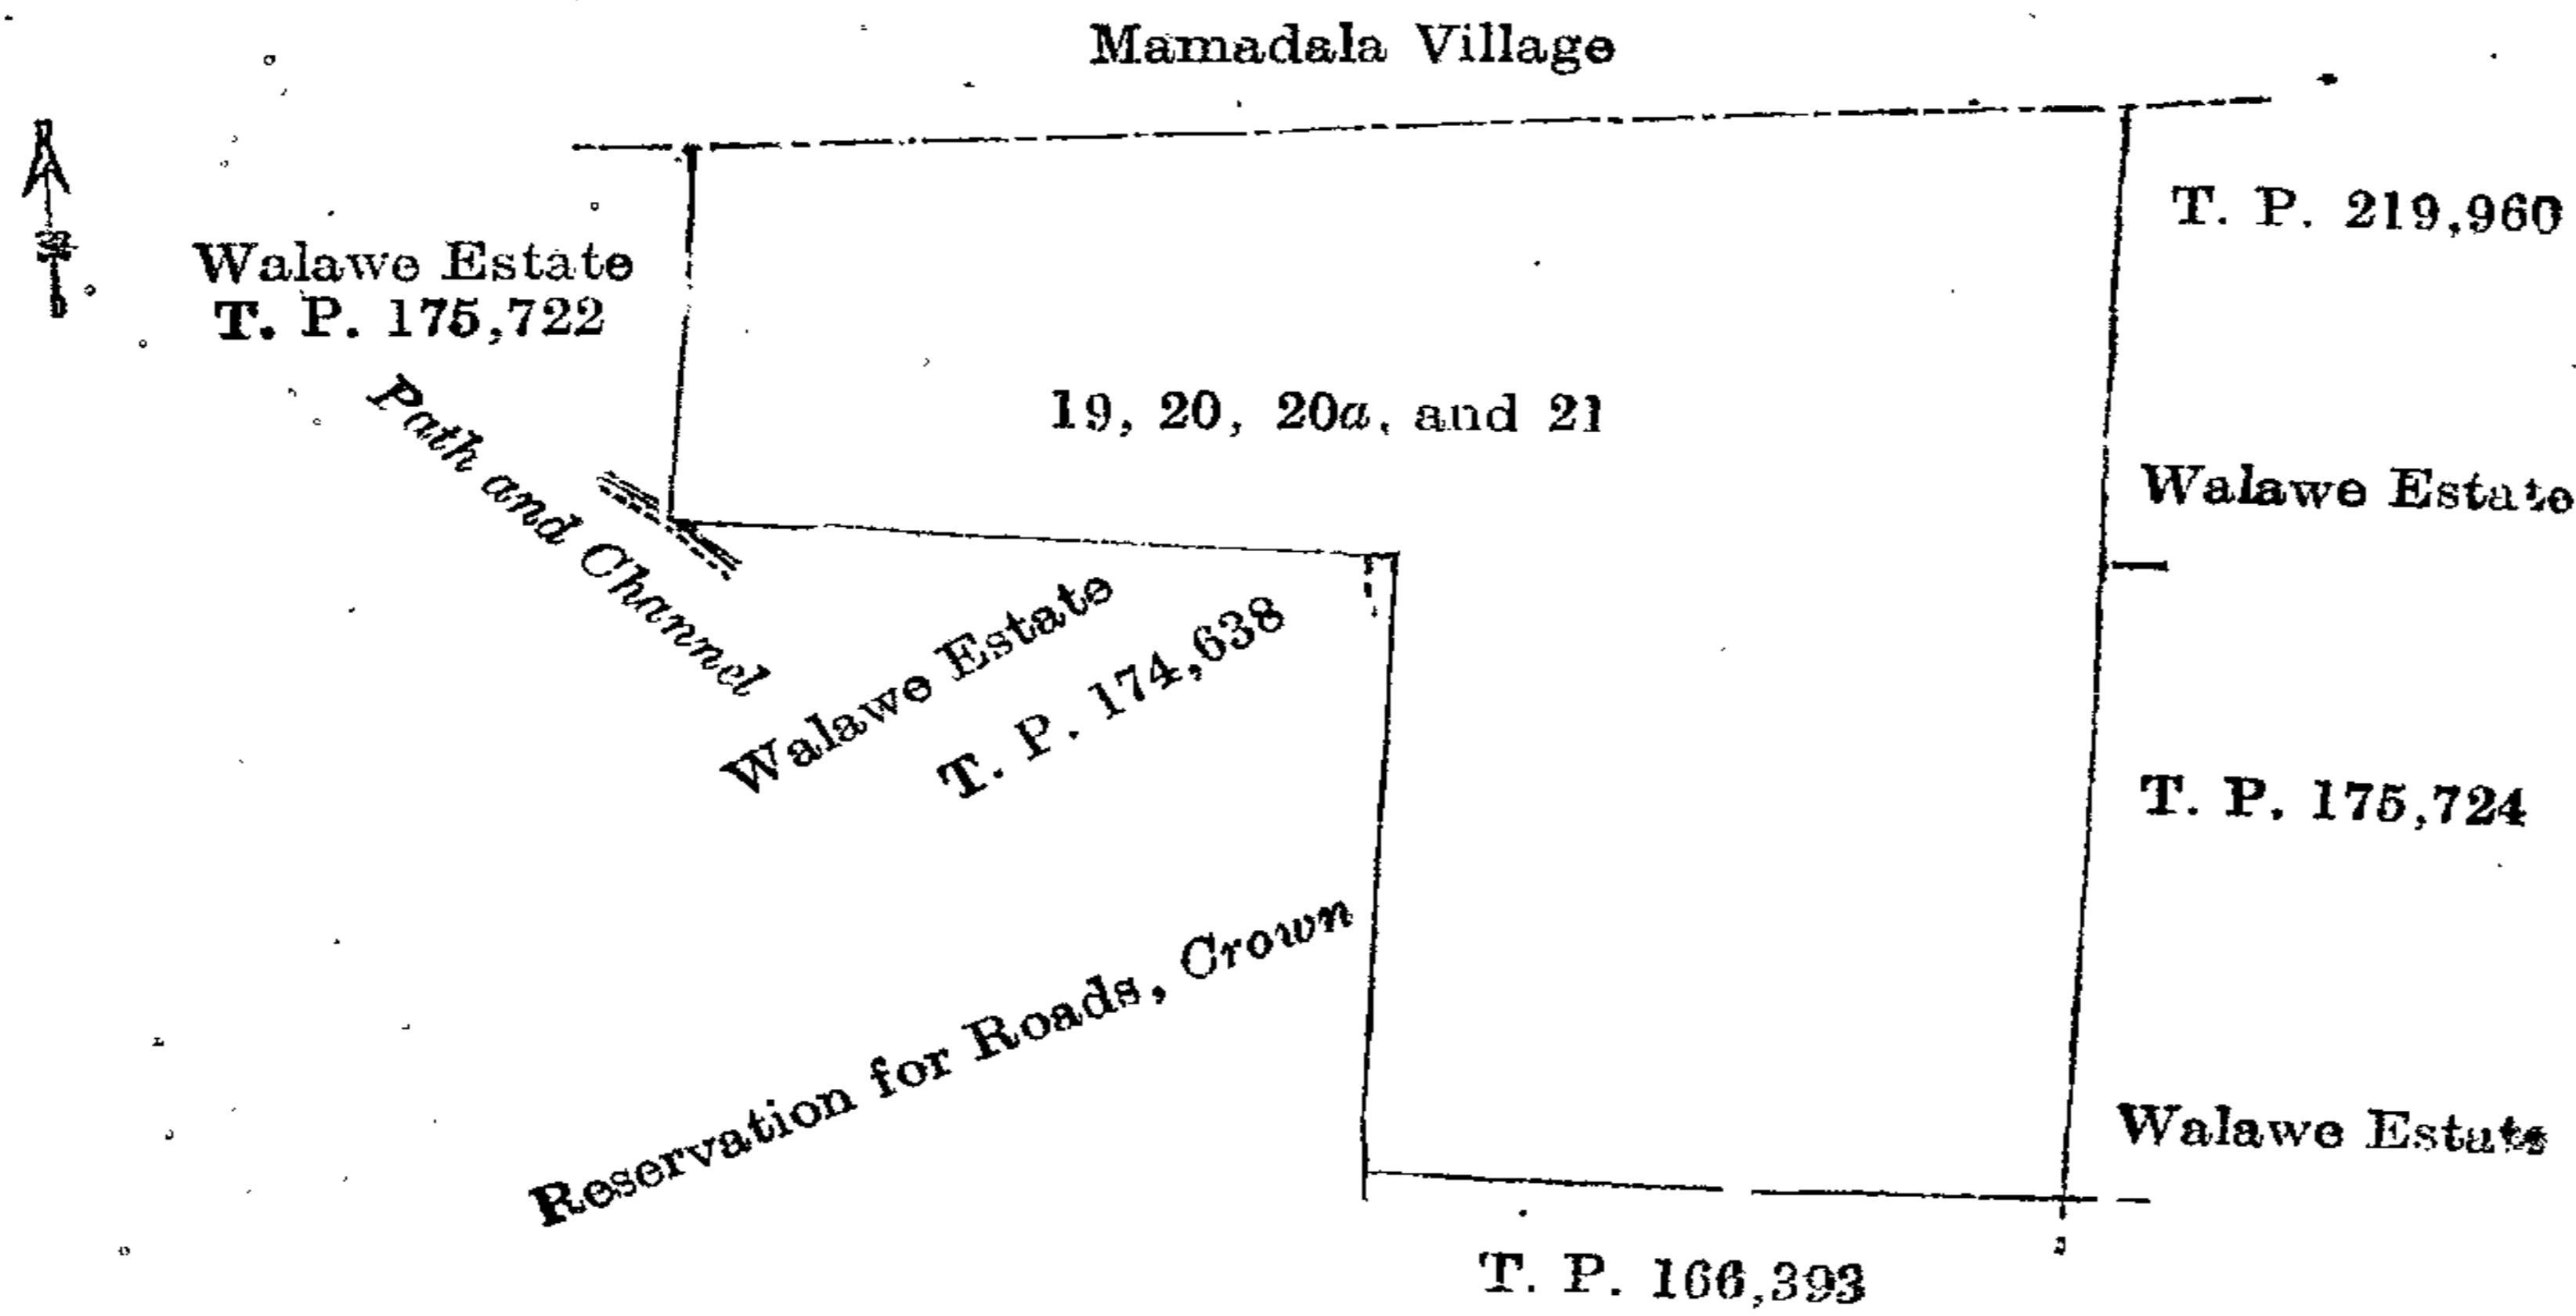 Mamadala Village
T. P. 219,960
Walawe Estate
T. P. 175,722
Path and Channel
19, 20, 20a, and 21
Walawe Estate
Walawe Estate
T. P. 174,638
T. P. 175,724
Reservation for Roads, Crown
Walawe Estate
T. P. 166,393